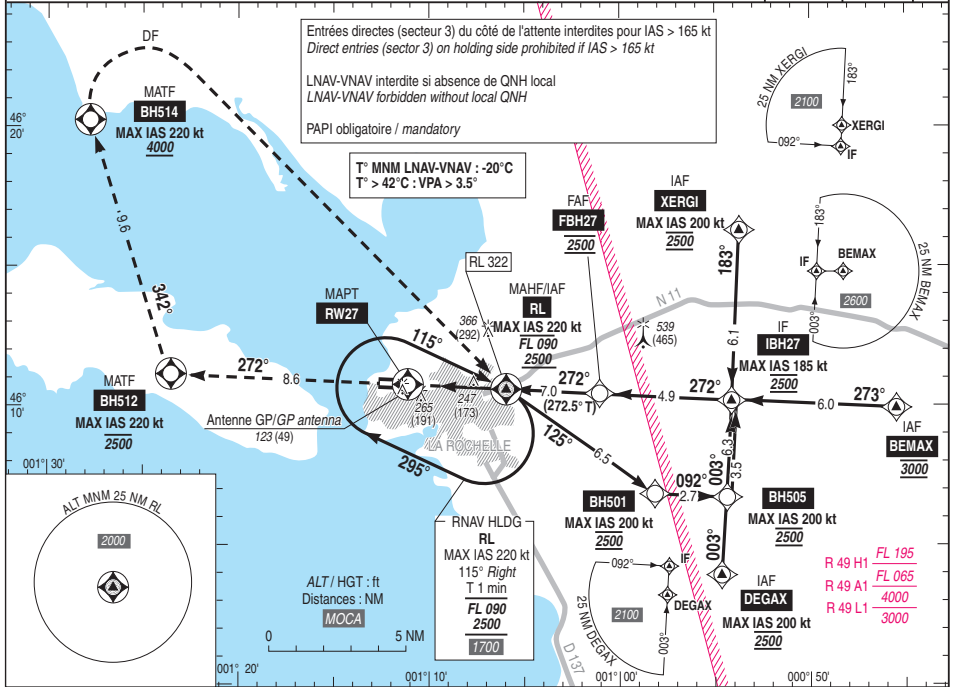 Entrées directes (secteur 3) du côté de l'attente interdites pour IAS > 165 kt
Direct entries (sector 3) on holding side prohibited if IAS > 165 kt
LNAV-VNAV interdite si absence de QNH local
LNAV-VNAV forbidden without local QNH
PAPI obligatoire / mandatory
T° MNM LNAV-VNAV : -20°C
T° > 42°C : VPA > 3.5°
DF
MATF
BH514
MAX IAS 220 kt
4000
46°
20'
9.6
342°
25 NM XERGI
2100
183°
092°
XERGI
IF
IAF
XERGI
MAX IAS 200 kt
2500
183°
6.1
FAF
FBH27
2500
25 NM BEMAX
183°
IF
BEMAX
003°
2600
RL 322
N 11
MAHF/IAF
RL
MAX IAS 220 kt
FL 090
2500
MAPT
RW27
366
(292)
539
(465)
115°
IF
IBH27
MAX IAS 185 kt
2500
272°
8.6
MATF
BH512
MAX IAS 220 kt
2500
46°
10'
7.0
272°
(272.5° T)
4.9
272°
6.0
273°
IAF
BEMAX
3000
247
(173)
265
(191)
Antenne GP/GP antenna
123 (49)
LA ROCHELLE
295°
125°
6.5
BH501
MAX IAS 200 kt
2500
092°
2.7
003°
6.3
3.5
BH505
MAX IAS 200 kt
2500
003°
001° 30'
ALT MNM 25 NM RL
2000
ALT / HGT : ft
Distances : NM
MOCA
0
5 NM
RNAV HLDG
RL
MAX IAS 220 kt
115° Right
T 1 min
FL 090
2500
1700
D 137
25 NM DEGAX
092°
IF
DEGAX
2100
003°
IAF
DEGAX
MAX IAS 200 kt
2500
R 49 H1
FL 195
R 49 A1
FL 065
4000
R 49 L1
3000
001° 20'
001° 10'
001° 00'
000° 50'